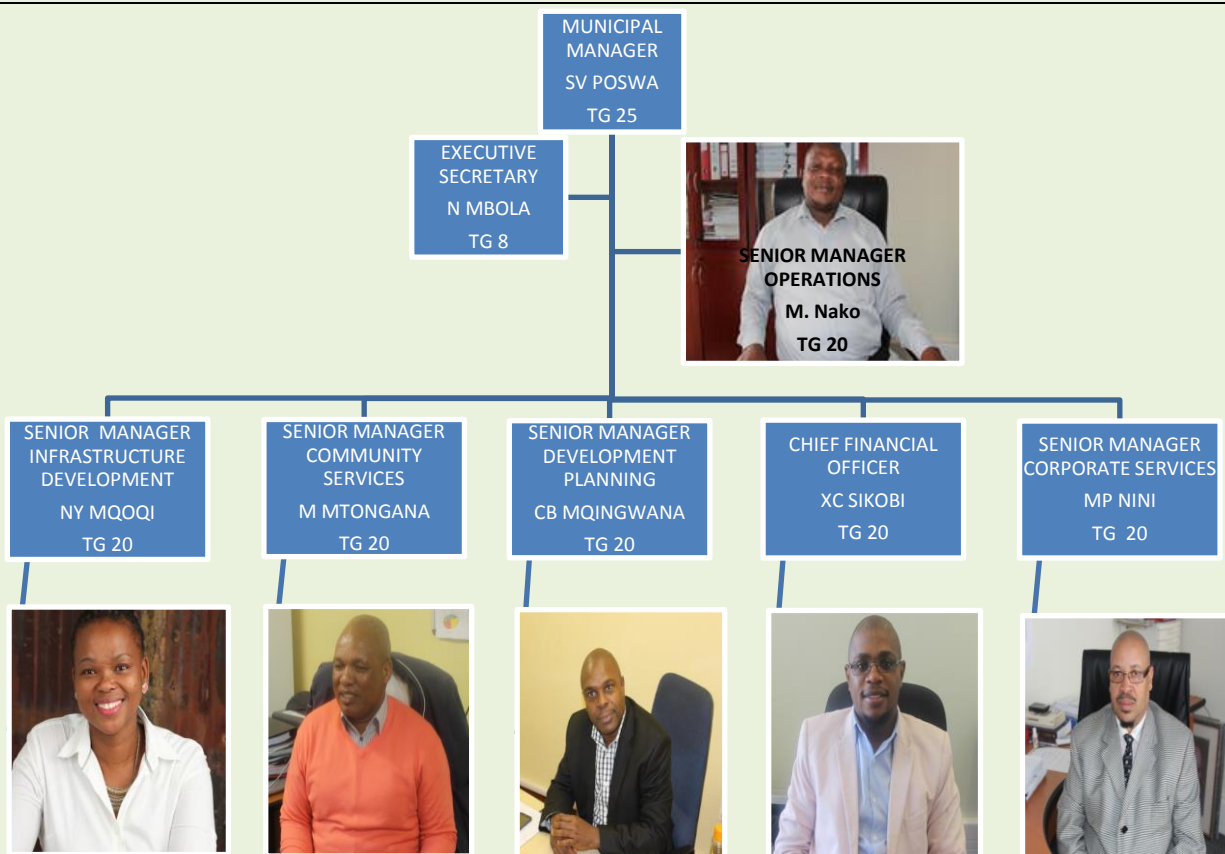 MUNICIPAL
MANAGER
SV POSWA
TG 25
EXECUTIVE
SECRETARY
N MBOLA
TG 8
SENIOR MANAGER
OPERATIONS
M. Nako
TG 20
SENIOR MANAGER
INFRASTRUCTURE
DEVELOPMENT
NY MQOQI
TG 20
SENIOR MANAGER
COMMUNITY
SERVICES
M MTONGANA
TG 20
SENIOR MANAGER
DEVELOPMENT
PLANNING
CB MQINGWANA
TG 20
CHIEF FINANCIAL
OFFICER
XC SIKOBI
TG 20
SENIOR MANAGER
CORPORATE SERVICES
MP NINI
TG 20